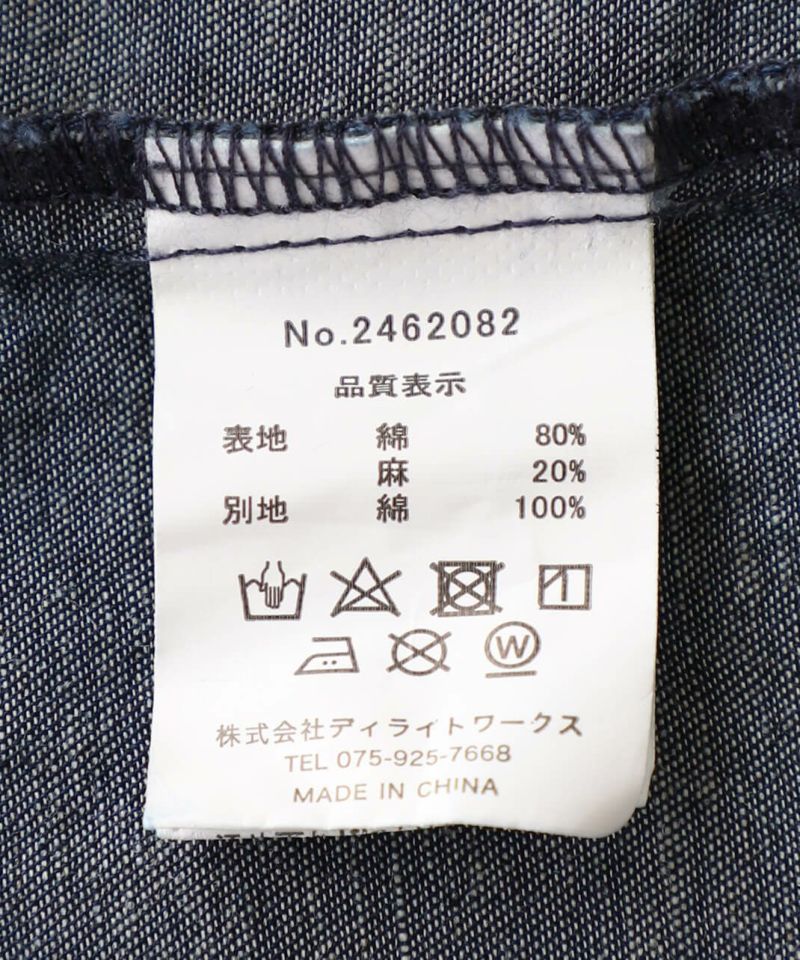 No.2462082
品質表示
表地 綿 80%
麻 20%
別地 綿 100%
W
株式会社ディライトワークス
TEL 075-925-7668
MADE IN CHINA